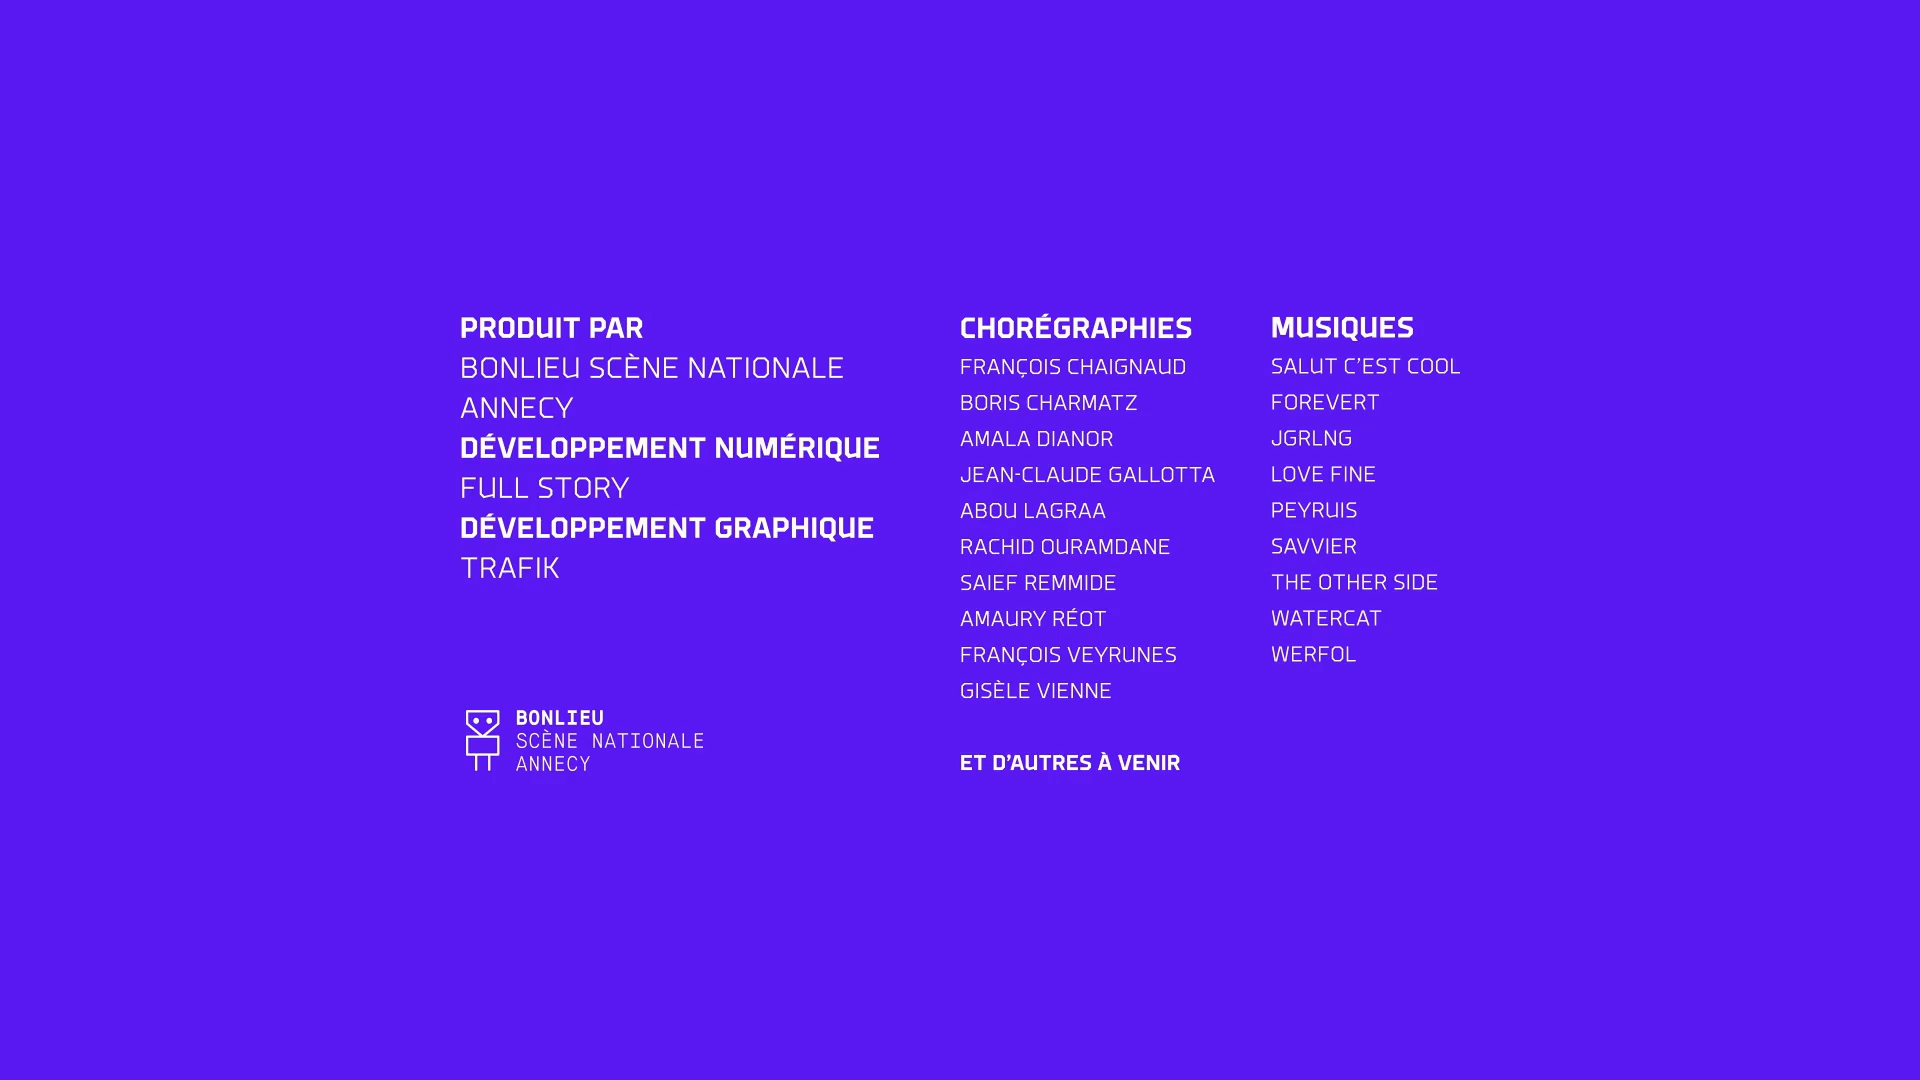 PRODUIT PAR
BONLIEU SCÈNE NATIONALE
ANNECY
DÉVELOPPEMENT NUMÉRIQUE
FULL STORY
DÉVELOPPEMENT GRAPHIQUE
TRAFIK
BONLIEU
SCÈNE NATIONALE
ANNECY
CHORÉGRAPHIES
FRANÇOIS CHAIGNAUD
BORIS CHARMATZ
AMALA DIANOR
JEAN-CLAUDE GALLOTTA
ABOU LAGRAA
RACHID OURAMDANE
SAIEF REMMIDE
AMAURY RÉOT
FRANÇOIS VEYRUNES
GISÈLE VIENNE
ET D’AUTRES À VENIR
MUSIQUES
SALUT C’EST COOL
FOREVERT
JGRLNG
LOVE FINE
PEYRUIS
SAVVIER
THE OTHER SIDE
WATERCAT
WERFOL